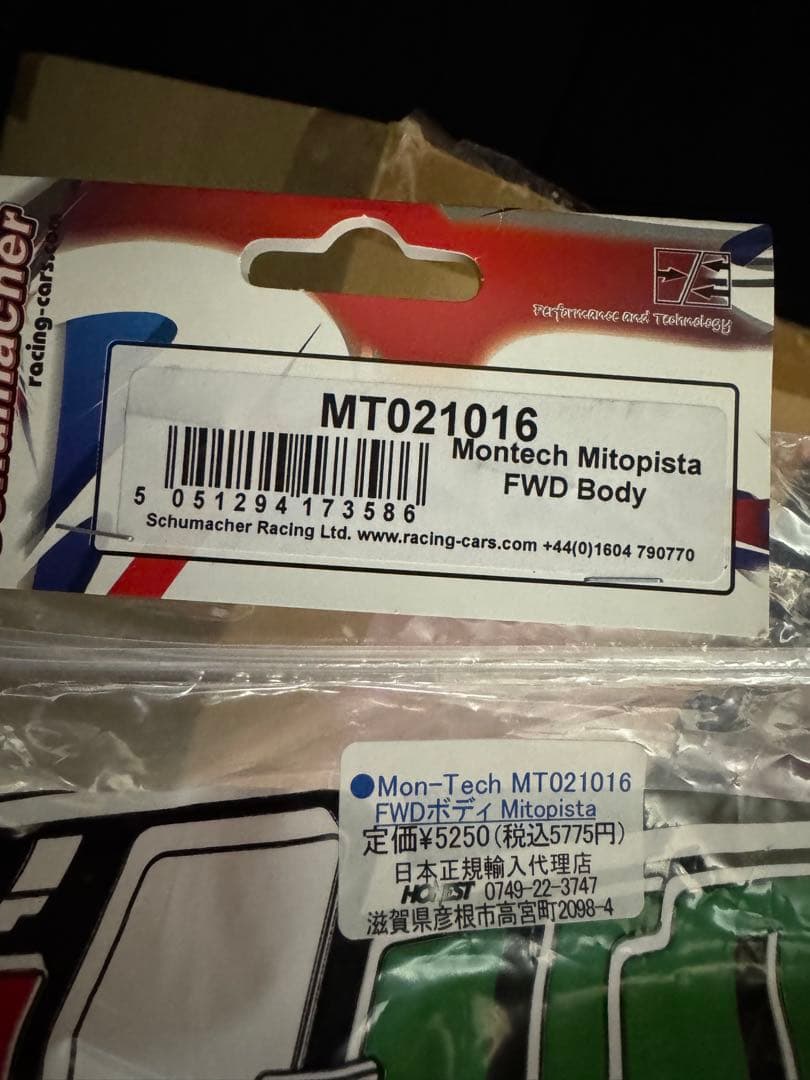 racing-cars.com
Performance and Technology
MT021016
Montech Mitopista
FWD Body
5 051294 173586
Schumacher Racing Ltd. www.racing-cars.com +44(0)1604 790770
●Mon-Tech MT021016
FWDボディ Mitopista
定価¥5250(税込5775円)
日本正規輸入代理店
HONEST 0749-22-3747
滋賀県彦根市高宮町2098-4